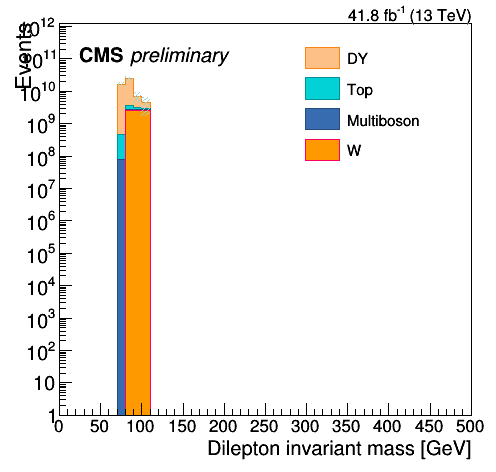 41.8 fb⁻¹ (13 TeV)
Events
CMS preliminary
DY
Top
Multiboson
W
10¹²
10¹¹
10¹⁰
10⁹
10⁸
10⁷
10⁶
10⁵
10⁴
10³
10²
10
1
0 50 100 150 200 250 300 350 400 450 500
Dilepton invariant mass [GeV]